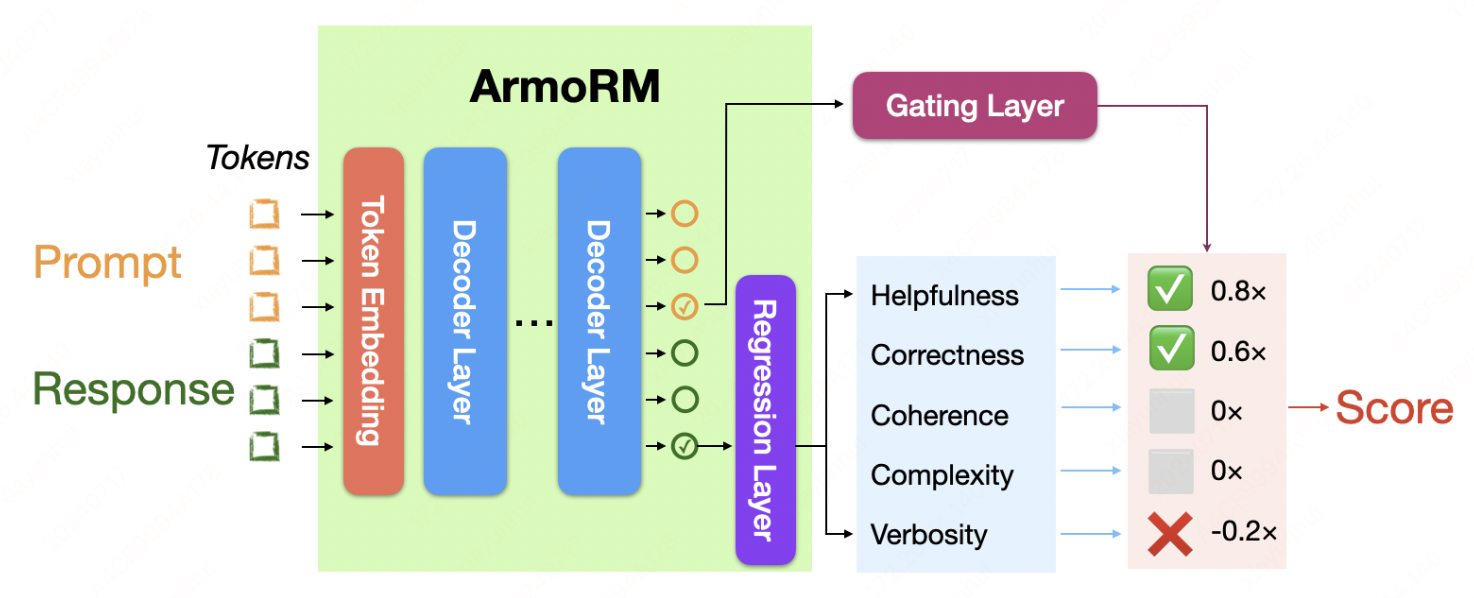 ArmoRM
Tokens
Prompt
Response
Token Embedding
Decoder Layer
...
Decoder Layer
Regression Layer
Gating Layer
Helpfulness
Correctness
Coherence
Complexity
Verbosity
0.8×
0.6×
0×
0×
-0.2×
Score